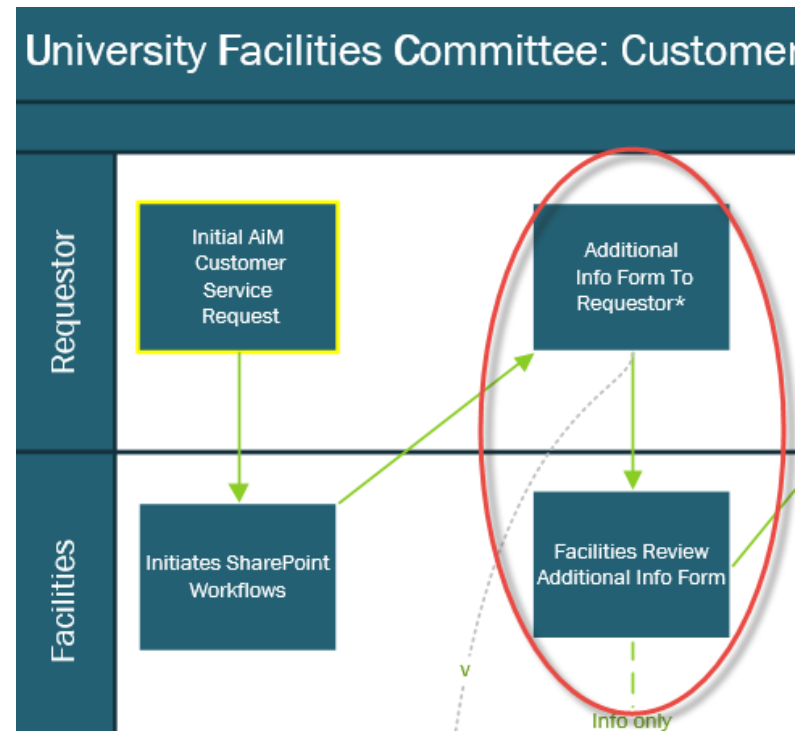 University Facilities Committee: Customer
Requestor
Initial AiM
Customer
Service
Request
Additional
Info Form To
Requestor*
Facilities
Initiates SharePoint
Workflows
Facilities Review
Additional Info Form
v
Info only